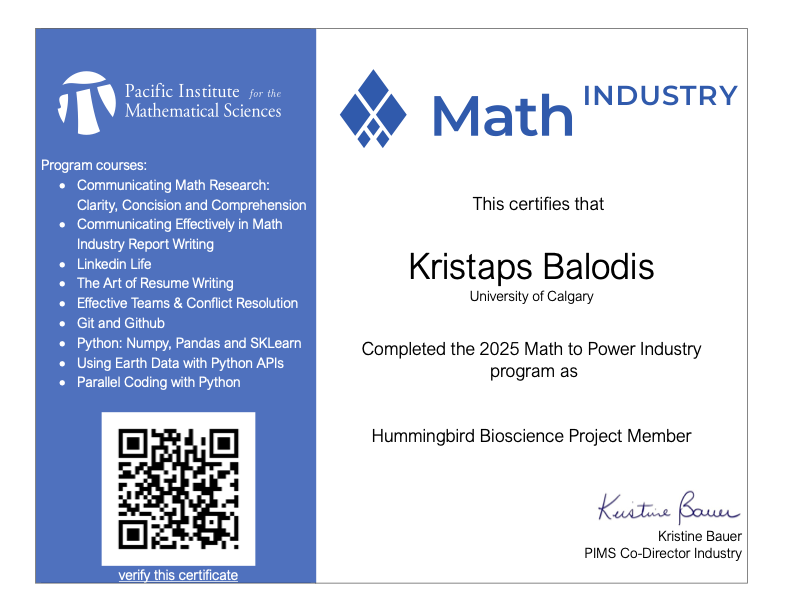 Pacific Institute for the
Mathematical Sciences
Program courses:
• Communicating Math Research:
Clarity, Concision and Comprehension
• Communicating Effectively in Math
Industry Report Writing
• Linkedin Life
• The Art of Resume Writing
• Effective Teams & Conflict Resolution
• Git and Github
• Python: Numpy, Pandas and SKLearn
• Using Earth Data with Python APIs
• Parallel Coding with Python
verify this certificate
Math INDUSTRY
This certifies that
Kristaps Balodis
University of Calgary
Completed the 2025 Math to Power Industry
program as
Hummingbird Bioscience Project Member
Kristine Bauer
Kristine Bauer
PIMS Co-Director Industry